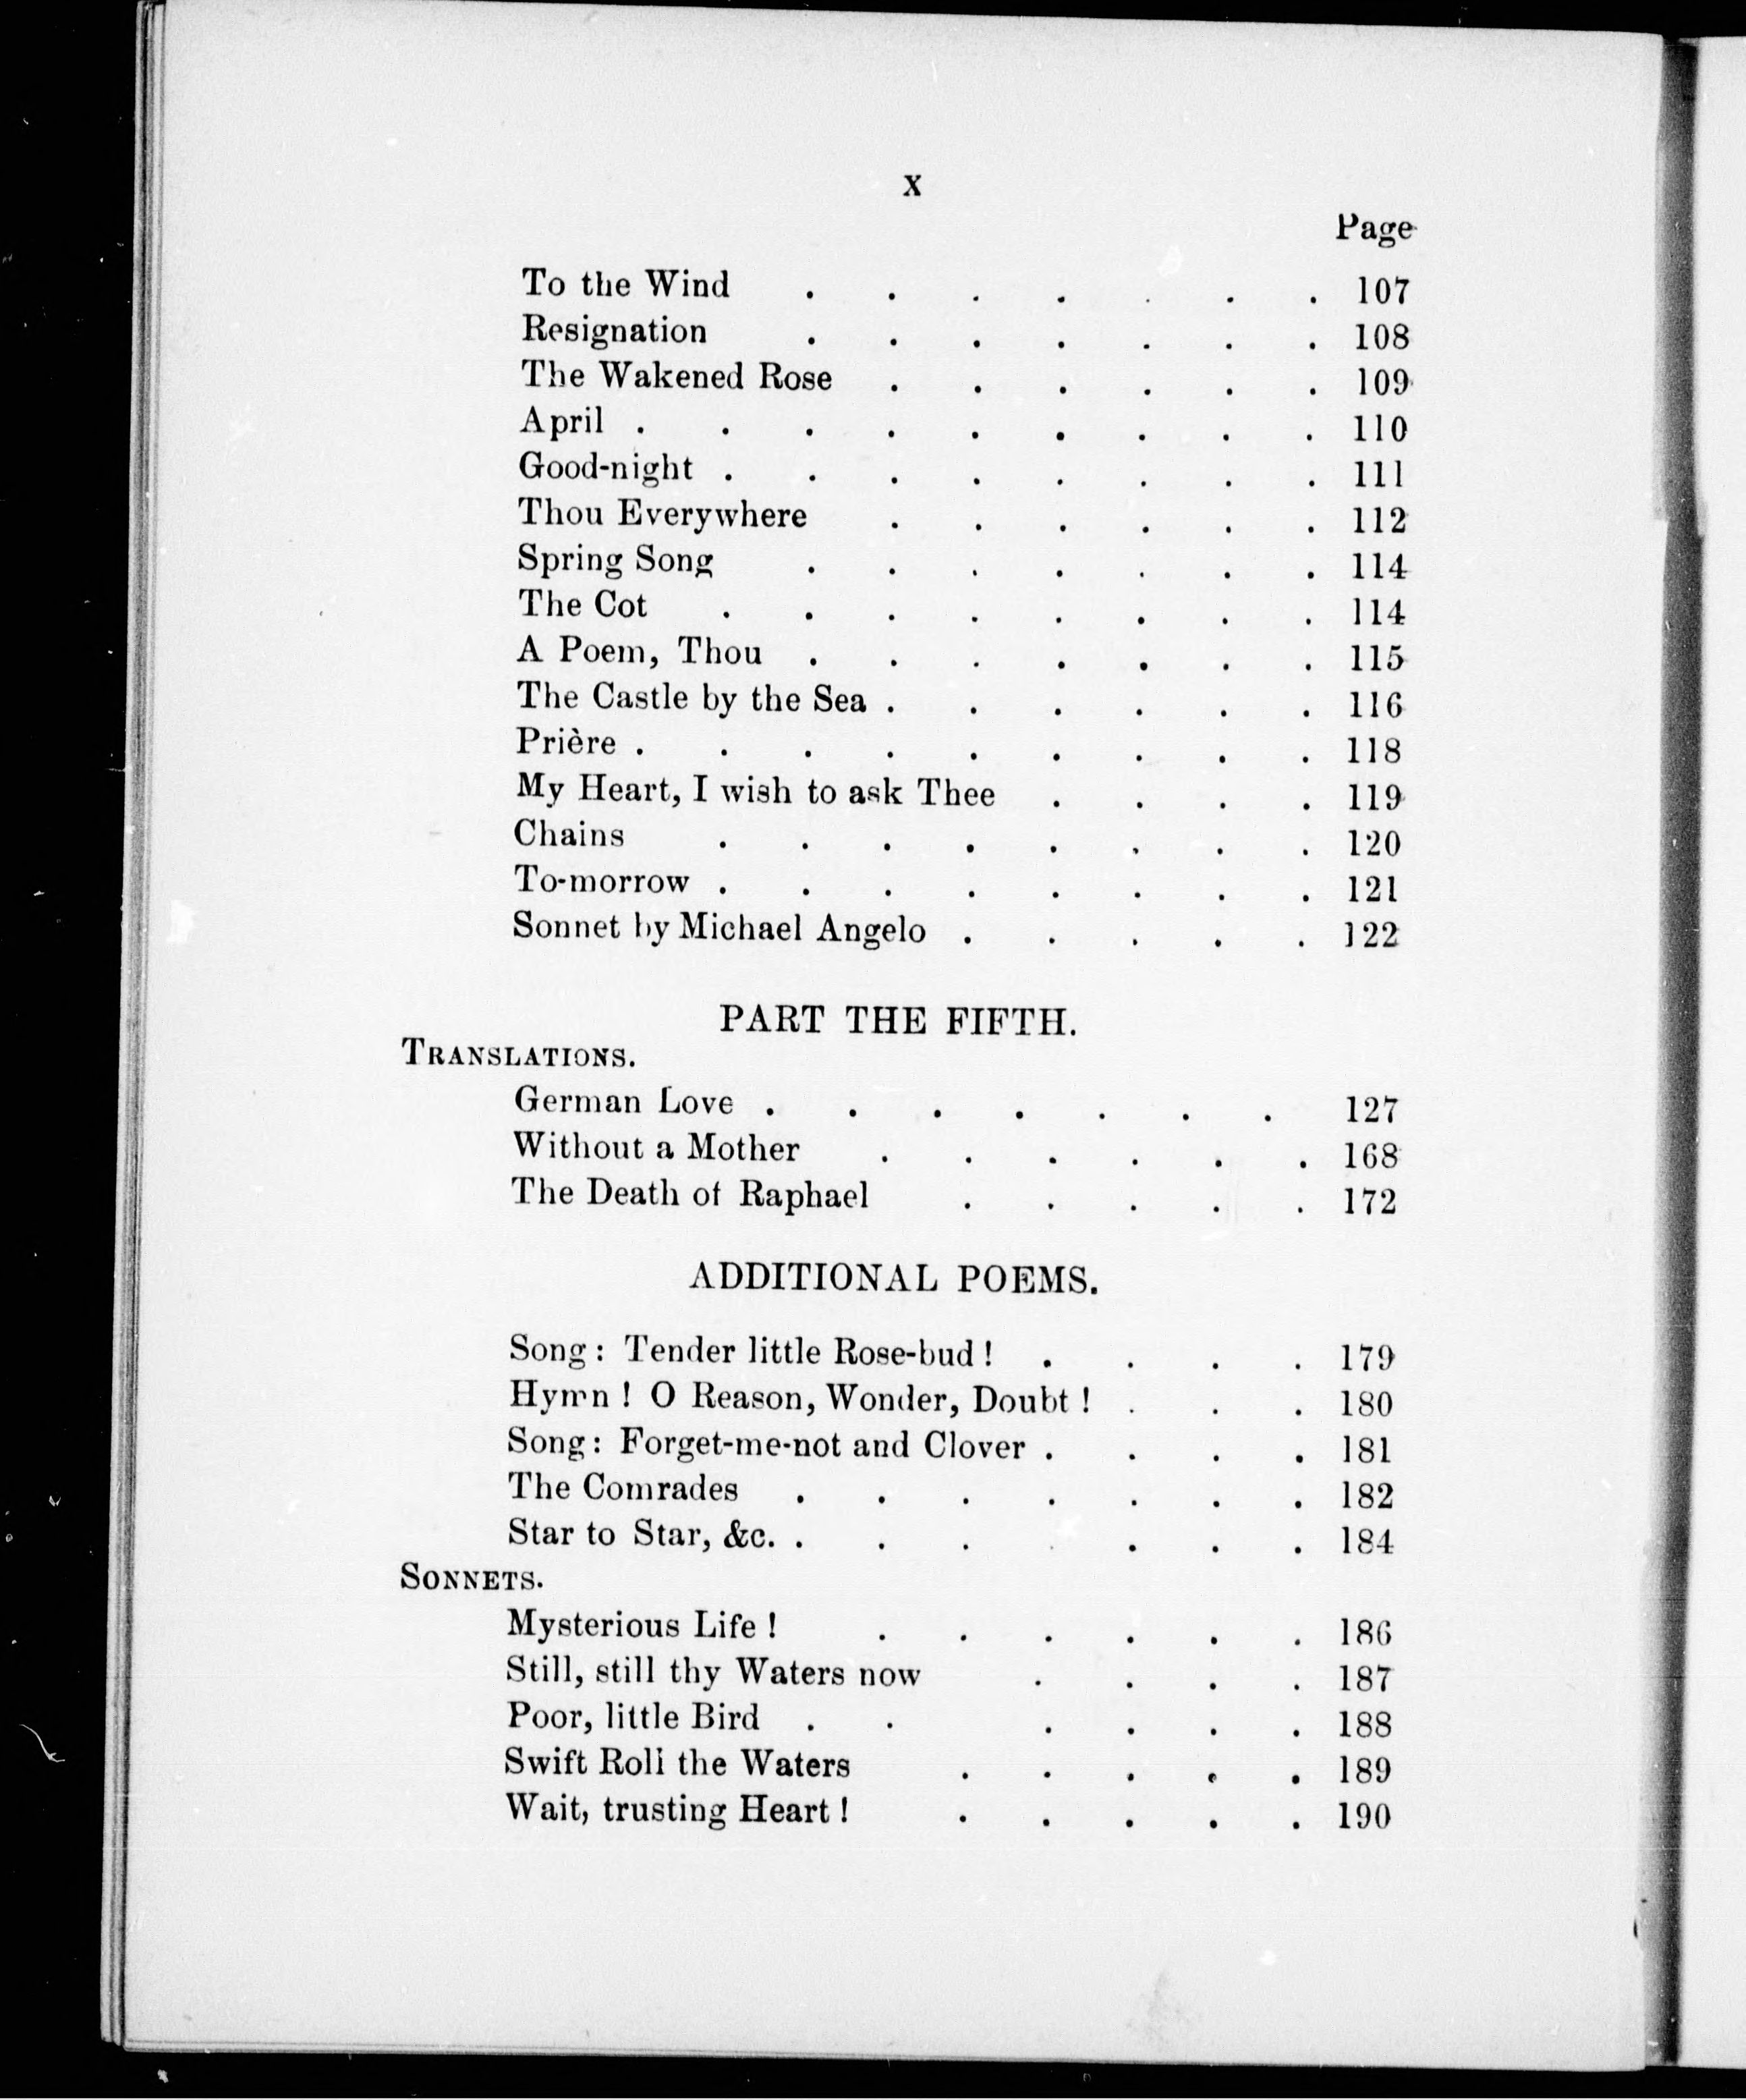 x
Page
To the Wind . . . . . . . 107
Resignation . . . . . . . 108
The Wakened Rose . . . . . . 109
April . . . . . . . . . 110
Good-night . . . . . . . . 111
Thou Everywhere . . . . . . 112
Spring Song . . . . . . . 114
The Cot . . . . . . . . 114
A Poem, Thou . . . . . . . 115
The Castle by the Sea . . . . . . 116
Prière . . . . . . . . . 118
My Heart, I wish to ask Thee . . . . 119
Chains . . . . . . . . 120
To-morrow . . . . . . . . 121
Sonnet by Michael Angelo . . . . . 122
PART THE FIFTH.
TRANSLATIONS.
German Love . . . . . . . 127
Without a Mother . . . . . . 168
The Death of Raphael . . . . . 172
ADDITIONAL POEMS.
Song: Tender little Rose-bud! . . . . 179
Hymn! O Reason, Wonder, Doubt! . . . 180
Song: Forget-me-not and Clover . . . . 181
The Comrades . . . . . . . 182
Star to Star, &c. . . . . . . 184
SONNETS.
Mysterious Life! . . . . . . 186
Still, still thy Waters now . . . . 187
Poor, little Bird . . . . . . 188
Swift Roll the Waters . . . . . 189
Wait, trusting Heart! . . . . . 190